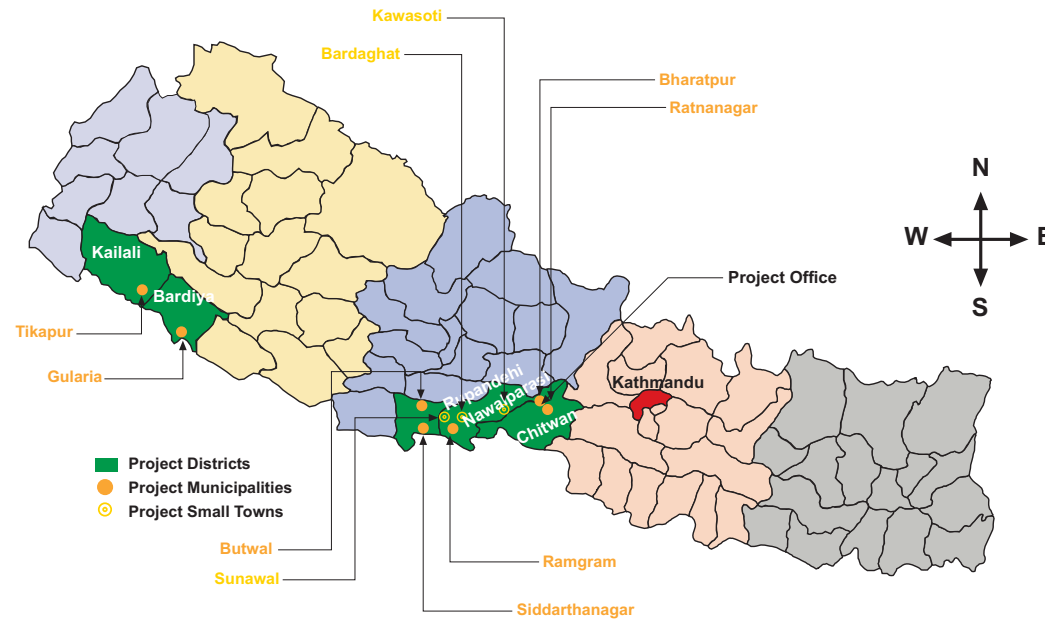 Kawasoti
Bardaghat
Bharatpur
Ratnanagar
N
W
E
S
Kailali
Bardiya
Project Office
Tikapur
Gularia
Kathmandu
Rupandehi
Nawalparasi
Chitwan
Project Districts
Project Municipalities
Project Small Towns
Butwal
Sunawal
Ramgram
Siddarthanagar